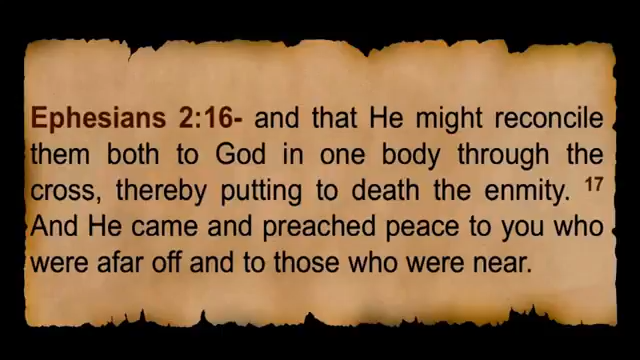 Ephesians 2:16- and that He might reconcile
them both to God in one body through the
cross, thereby putting to death the enmity. 17
And He came and preached peace to you who
were afar off and to those who were near.